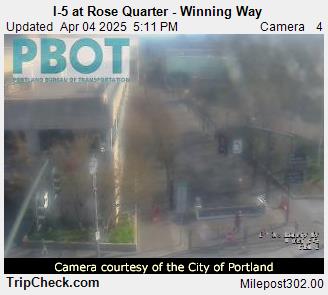 I-5 at Rose Quarter - Winning Way
Updated Apr 04 2025 5:11 PM Camera 4
PBOT
PORTLAND BUREAU OF TRANSPORTATION
Camera courtesy of the City of Portland
TripCheck.com Milepost302.00